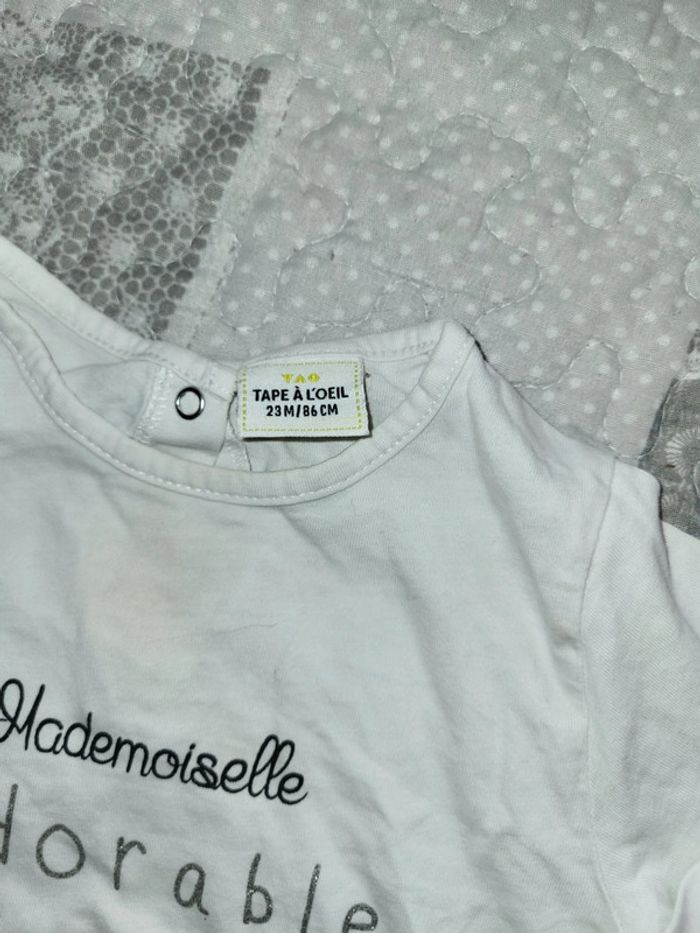 TAO
TAPE À L'OEIL
23M/86CM
Mademoiselle
dorable